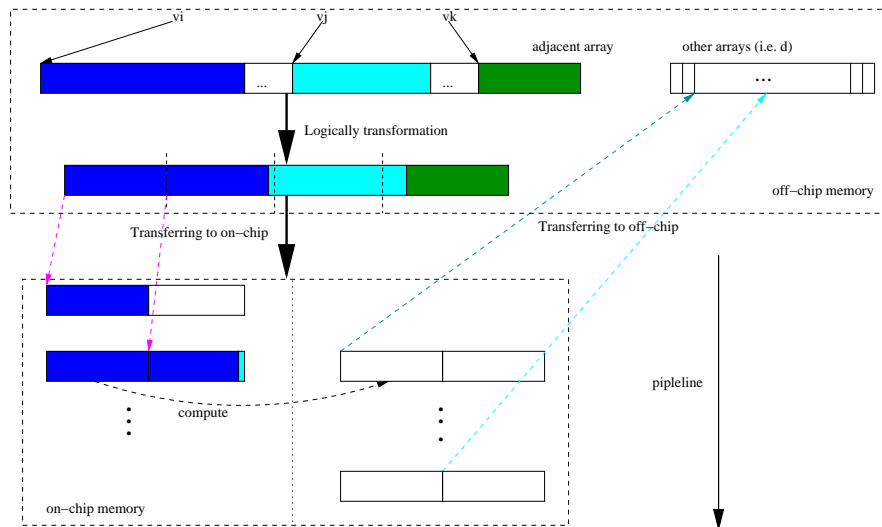 vi
vj
vk
adjacent array
other arrays (i.e. d)
...
...
...
Logically transformation
off-chip memory
Transferring to on-chip
Transferring to off-chip
compute
pipleline
on-chip memory